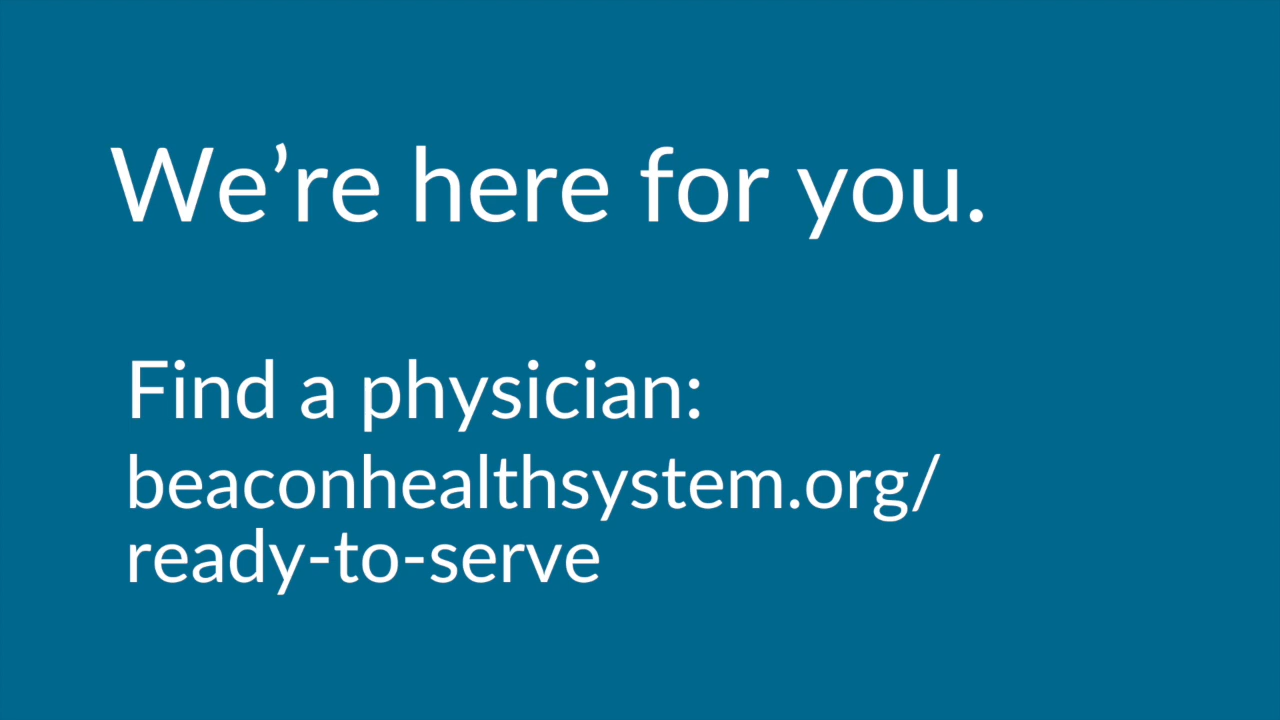 We’re here for you.
Find a physician:
beaconhealthsystem.org/
ready-to-serve